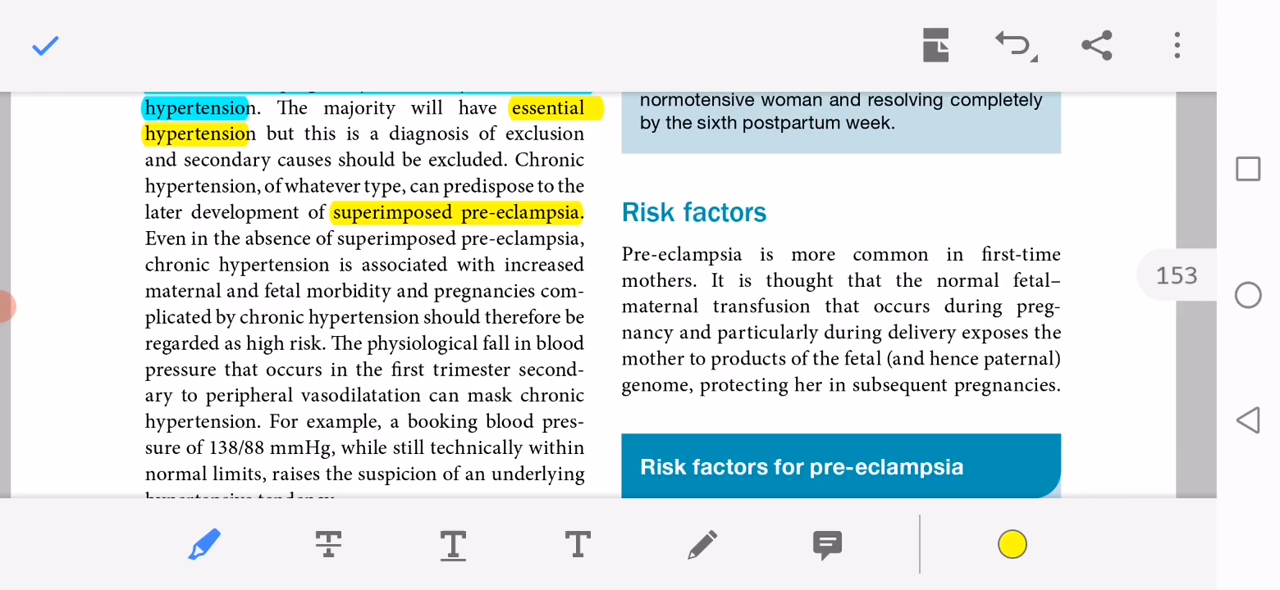 hypertension. The majority will have essential
hypertension but this is a diagnosis of exclusion
and secondary causes should be excluded. Chronic
hypertension, of whatever type, can predispose to the
later development of superimposed pre-eclampsia.
Even in the absence of superimposed pre-eclampsia,
chronic hypertension is associated with increased
maternal and fetal morbidity and pregnancies com-
plicated by chronic hypertension should therefore be
regarded as high risk. The physiological fall in blood
pressure that occurs in the first trimester second-
ary to peripheral vasodilatation can mask chronic
hypertension. For example, a booking blood pres-
sure of 138/88 mmHg, while still technically within
normal limits, raises the suspicion of an underlying
normotensive woman and resolving completely
by the sixth postpartum week.
Risk factors
Pre-eclampsia is more common in first-time
mothers. It is thought that the normal fetal–
maternal transfusion that occurs during preg-
nancy and particularly during delivery exposes the
mother to products of the fetal (and hence paternal)
genome, protecting her in subsequent pregnancies.
Risk factors for pre-eclampsia
153
T
T
T